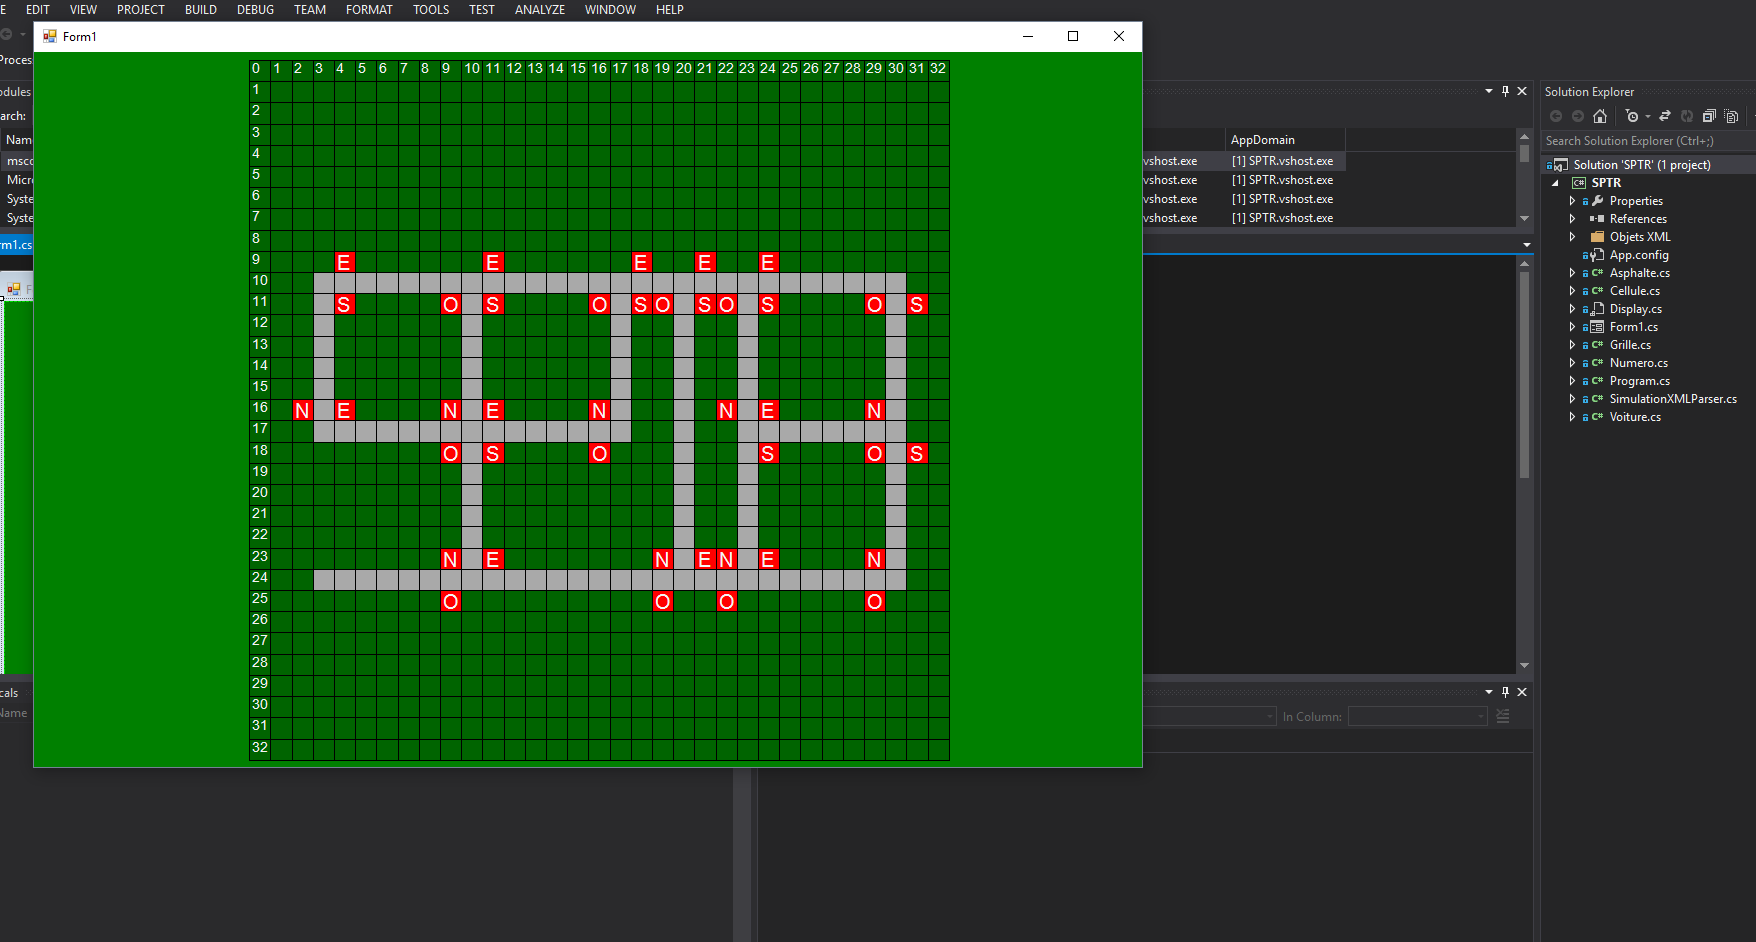 E EDIT VIEW PROJECT BUILD DEBUG TEAM FORMAT TOOLS TEST ANALYZE WINDOW HELP
Form1
Proces
odules
arch:
Nam
msco
Micr
Syste
Syste
rm1.cs
F
cals
Name
0 1 2 3 4 5 6 7 8 9 10 11 12 13 14 15 16 17 18 19 20 21 22 23 24 25 26 27 28 29 30 31 32
1
2
3
4
5
6
7
8
9 E E E E E
10
11 S O S O S O S O S O S
12
13
14
15
16 N E N E N N E N
17
18 O S O S O S
19
20
21
22
23 N E N E N E N
24
25 O O O O
26
27
28
29
30
31
32
AppDomain
vshost.exe [1] SPTR.vshost.exe
vshost.exe [1] SPTR.vshost.exe
vshost.exe [1] SPTR.vshost.exe
vshost.exe [1] SPTR.vshost.exe
In Column:
Solution Explorer
Search Solution Explorer (Ctrl+;)
Solution 'SPTR' (1 project)
C# SPTR
Properties
References
Objets XML
App.config
C# Asphalte.cs
C# Cellule.cs
Display.cs
Form1.cs
C# Grille.cs
C# Numero.cs
C# Program.cs
C# SimulationXMLParser.cs
C# Voiture.cs